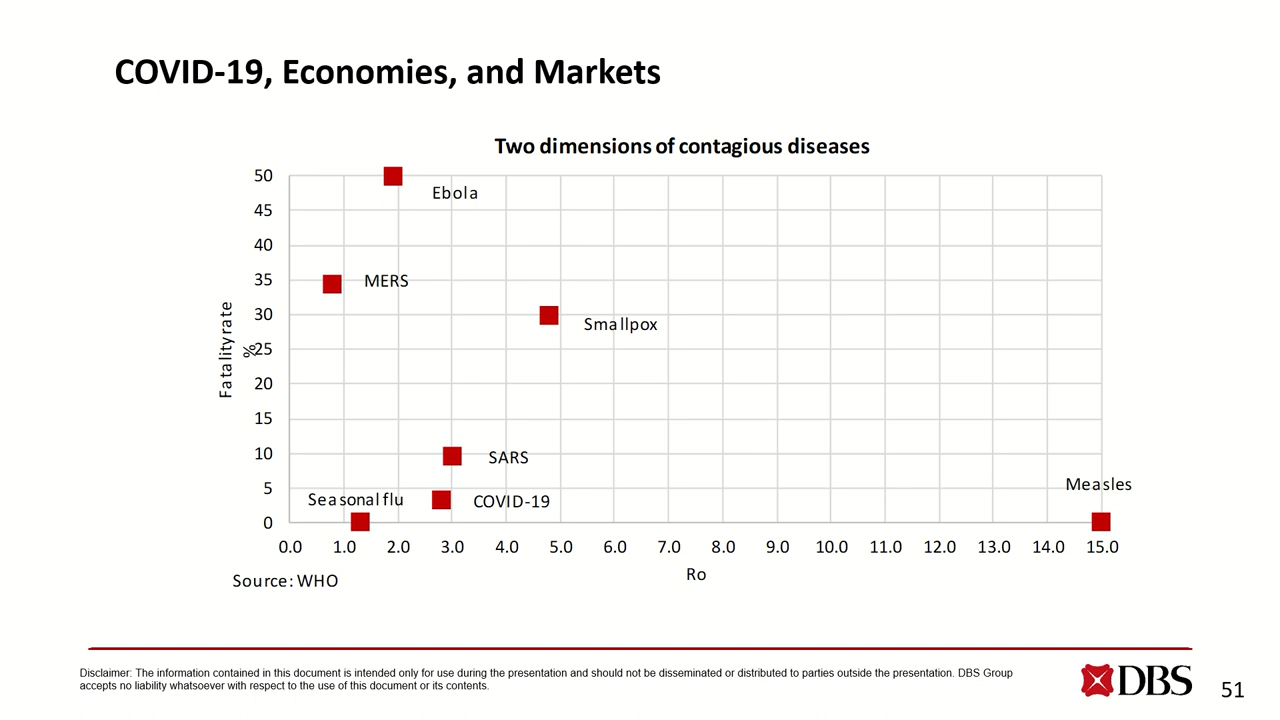 COVID-19, Economies, and Markets
Two dimensions of contagious diseases
50
Ebola
45
40
35
MERS
30
Smallpox
Fatality rate
%
25
20
15
10
SARS
5
Seasonal flu
COVID-19
Measles
0
0.0 1.0 2.0 3.0 4.0 5.0 6.0 7.0 8.0 9.0 10.0 11.0 12.0 13.0 14.0 15.0
Ro
Source: WHO
Disclaimer: The information contained in this document is intended only for use during the presentation and should not be disseminated or distributed to parties outside the presentation. DBS Group
accepts no liability whatsoever with respect to the use of this document or its contents.
DBS
51